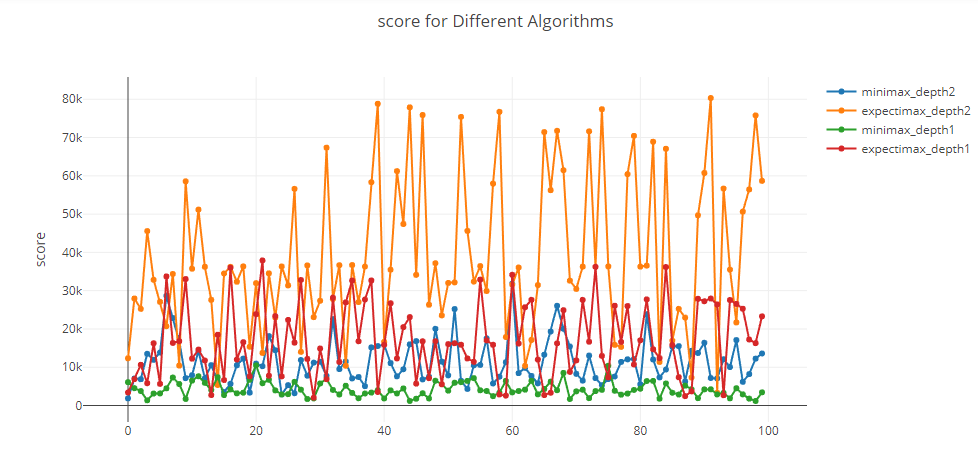 score for Different Algorithms
minimax_depth2
expectimax_depth2
minimax_depth1
expectimax_depth1
80k
70k
60k
50k
40k
30k
20k
10k
0
score
0 20 40 60 80 100